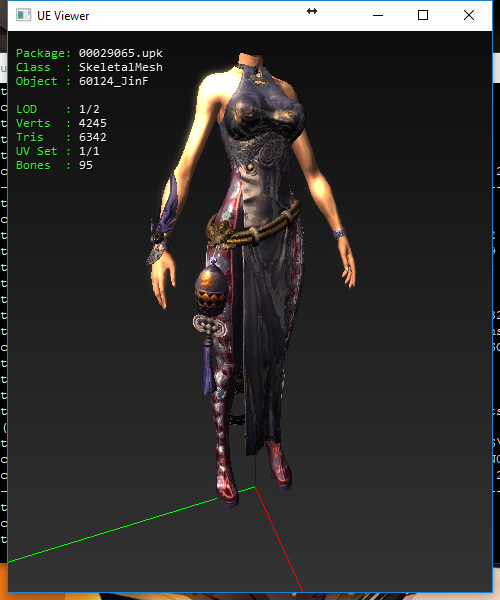 UE Viewer
Package: 00029065.upk
Class : SkeletalMesh
Object : 60124_JinF
LOD : 1/2
Verts : 4245
Tris : 6342
UV Set : 1/1
Bones : 95